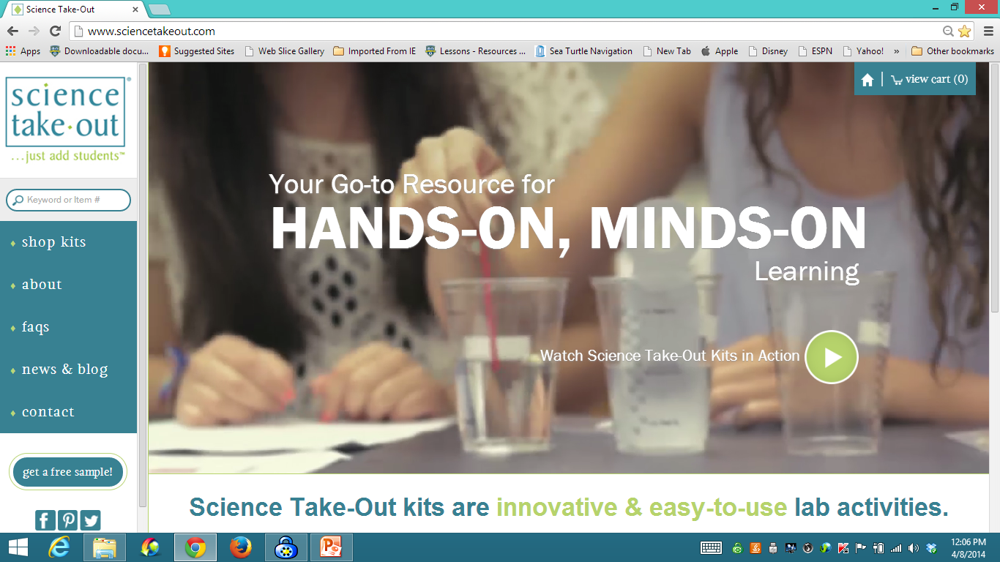 Science Take-Out
www.sciencetakeout.com
Apps Downloadable docu... Suggested Sites Web Slice Gallery Imported From IE Lessons - Resources ... Sea Turtle Navigation New Tab Apple Disney ESPN Yahoo! » Other bookmarks
science
take·out®
...just add students™
Keyword or Item #
shop kits
about
faqs
news & blog
contact
get a free sample!
view cart (0)
Your Go-to Resource for
HANDS-ON, MINDS-ON
Learning
Watch Science Take-Out Kits in Action
Science Take-Out kits are innovative & easy-to-use lab activities.
12:06 PM
4/8/2014